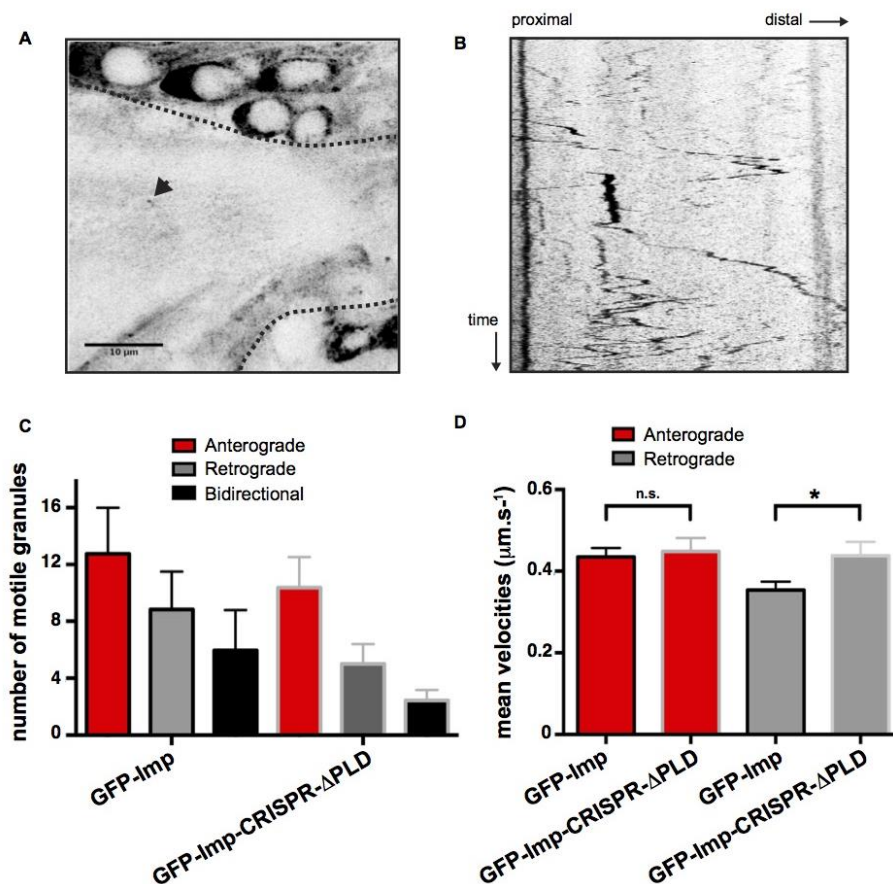 A
10 µm
B
proximal
distal
time
C
Anterograde
Retrograde
Bidirectional
number of motile granules
16
12
8
4
0
GFP-Imp
GFP-Imp-CRISPR-ΔPLD
D
Anterograde
Retrograde
mean velocities (µm.s-¹)
0.6
0.4
0.2
0
n.s.
*
GFP-Imp
GFP-Imp-CRISPR-ΔPLD
GFP-Imp
GFP-Imp-CRISPR-ΔPLD